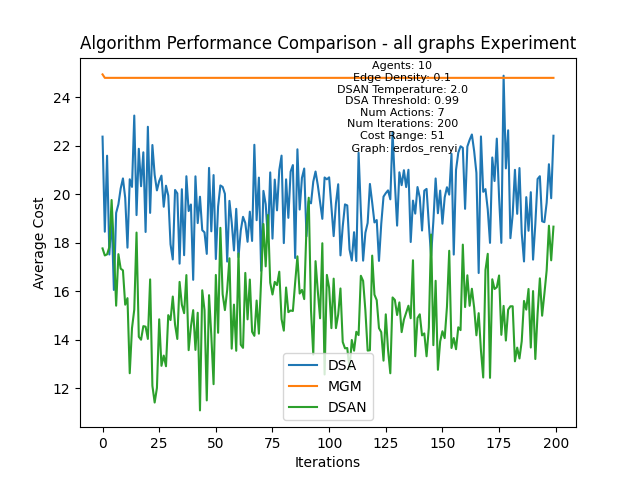 Algorithm Performance Comparison - all graphs Experiment
Agents: 10
Edge Density: 0.1
DSAN Temperature: 2.0
DSA Threshold: 0.99
Num Actions: 7
Num Iterations: 200
Cost Range: 51
Graph: erdos_renyi
24
22
20
18
16
14
12
Average Cost
DSA
MGM
DSAN
0 25 50 75 100 125 150 175 200
Iterations